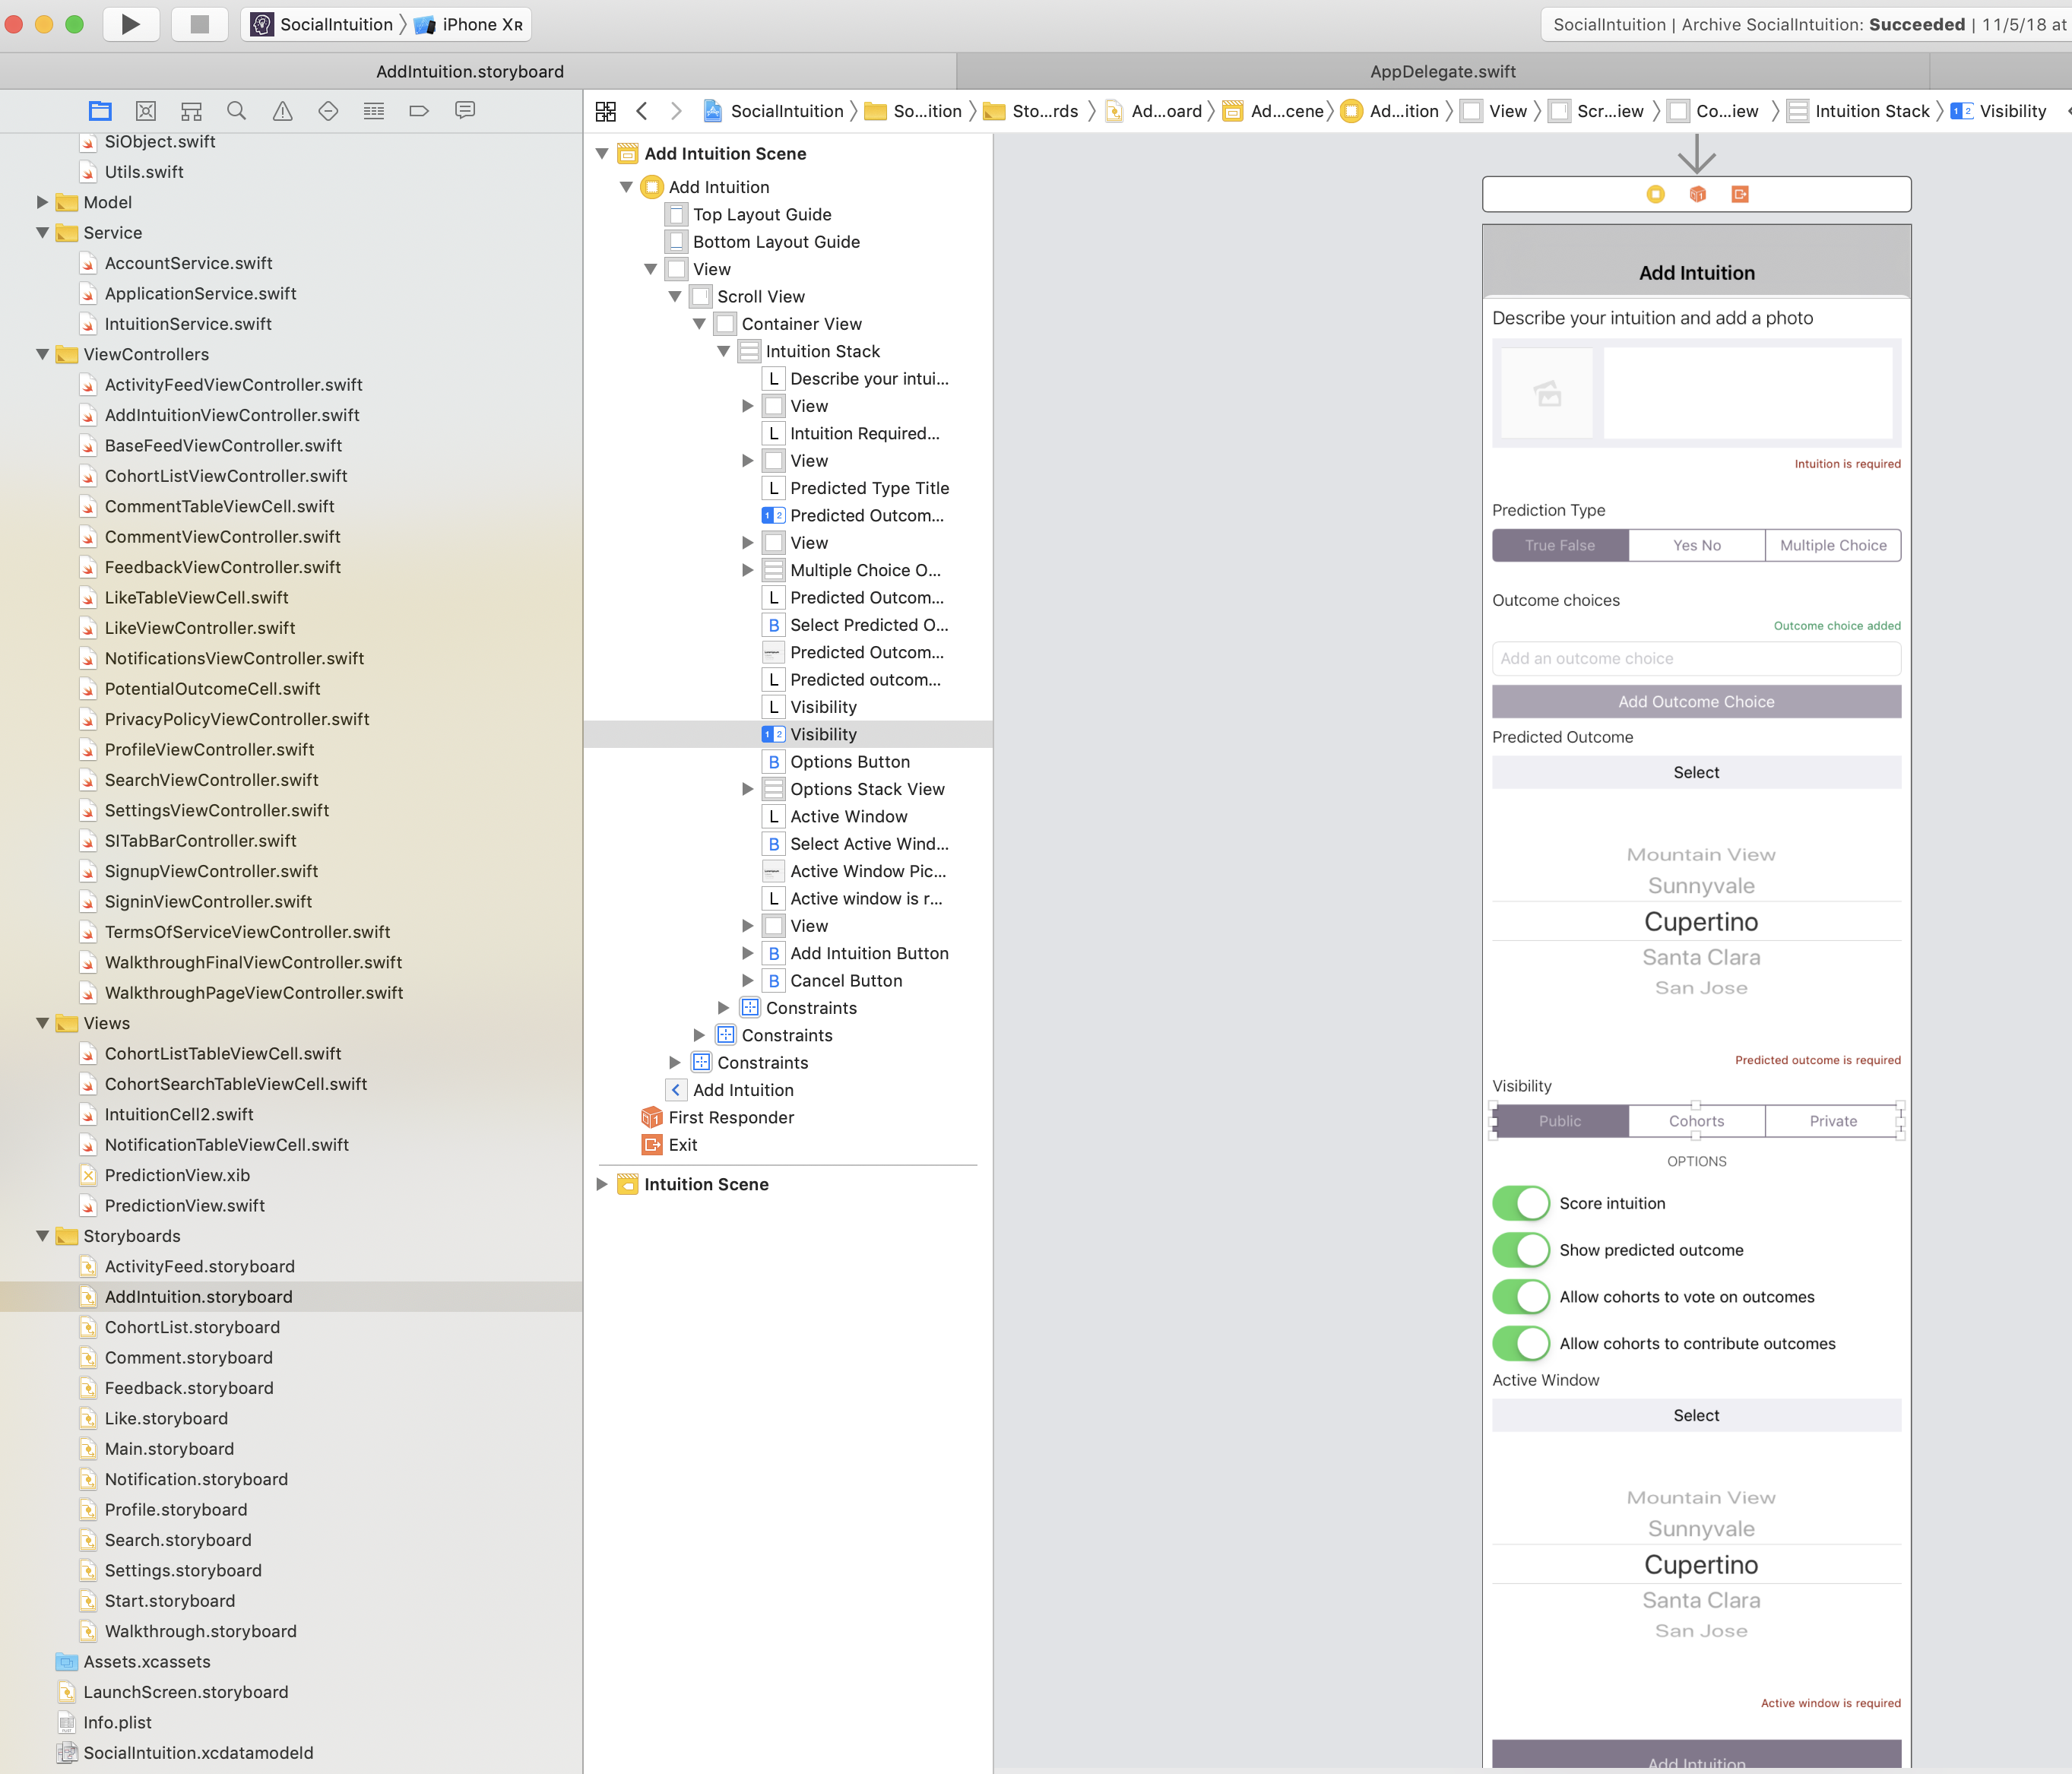 SocialIntuition
iPhone XR
SocialIntuition | Archive SocialIntuition: Succeeded | 11/5/18 at
AddIntuition.storyboard
AppDelegate.swift
SocialIntuition
So...ition
Sto...rds
Ad...oard
Ad...cene
Ad...ition
View
Scr...iew
Co...iew
Intuition Stack
Visibility
SiObject.swift
Utils.swift
Model
Service
AccountService.swift
ApplicationService.swift
IntuitionService.swift
ViewControllers
ActivityFeedViewController.swift
AddIntuitionViewController.swift
BaseFeedViewController.swift
CohortListViewController.swift
CommentTableViewCell.swift
CommentViewController.swift
FeedbackViewController.swift
LikeTableViewCell.swift
LikeViewController.swift
NotificationsViewController.swift
PotentialOutcomeCell.swift
PrivacyPolicyViewController.swift
ProfileViewController.swift
SearchViewController.swift
SettingsViewController.swift
SITabBarController.swift
SignupViewController.swift
SigninViewController.swift
TermsOfServiceViewController.swift
WalkthroughFinalViewController.swift
WalkthroughPageViewController.swift
Views
CohortListTableViewCell.swift
CohortSearchTableViewCell.swift
IntuitionCell2.swift
NotificationTableViewCell.swift
PredictionView.xib
PredictionView.swift
Storyboards
ActivityFeed.storyboard
AddIntuition.storyboard
CohortList.storyboard
Comment.storyboard
Feedback.storyboard
Like.storyboard
Main.storyboard
Notification.storyboard
Profile.storyboard
Search.storyboard
Settings.storyboard
Start.storyboard
Walkthrough.storyboard
Assets.xcassets
LaunchScreen.storyboard
Info.plist
SocialIntuition.xcdatamodeld
Add Intuition Scene
Add Intuition
Top Layout Guide
Bottom Layout Guide
View
Scroll View
Container View
Intuition Stack
L Describe your intui...
View
L Intuition Required...
View
L Predicted Type Title
1 2 Predicted Outcom...
View
Multiple Choice O...
L Predicted Outcom...
B Select Predicted O...
Predicted Outcom...
L Predicted outcom...
L Visibility
1 2 Visibility
B Options Button
Options Stack View
L Active Window
B Select Active Wind...
Active Window Pic...
L Active window is r...
View
B Add Intuition Button
B Cancel Button
Constraints
Constraints
Constraints
Add Intuition
First Responder
Exit
Intuition Scene
Add Intuition
Describe your intuition and add a photo
Intuition is required
Prediction Type
True False
Yes No
Multiple Choice
Outcome choices
Outcome choice added
Add an outcome choice
Add Outcome Choice
Predicted Outcome
Select
Mountain View
Sunnyvale
Cupertino
Santa Clara
San Jose
Predicted outcome is required
Visibility
Public
Cohorts
Private
OPTIONS
Score intuition
Show predicted outcome
Allow cohorts to vote on outcomes
Allow cohorts to contribute outcomes
Active Window
Select
Mountain View
Sunnyvale
Cupertino
Santa Clara
San Jose
Active window is required
Add Intuition